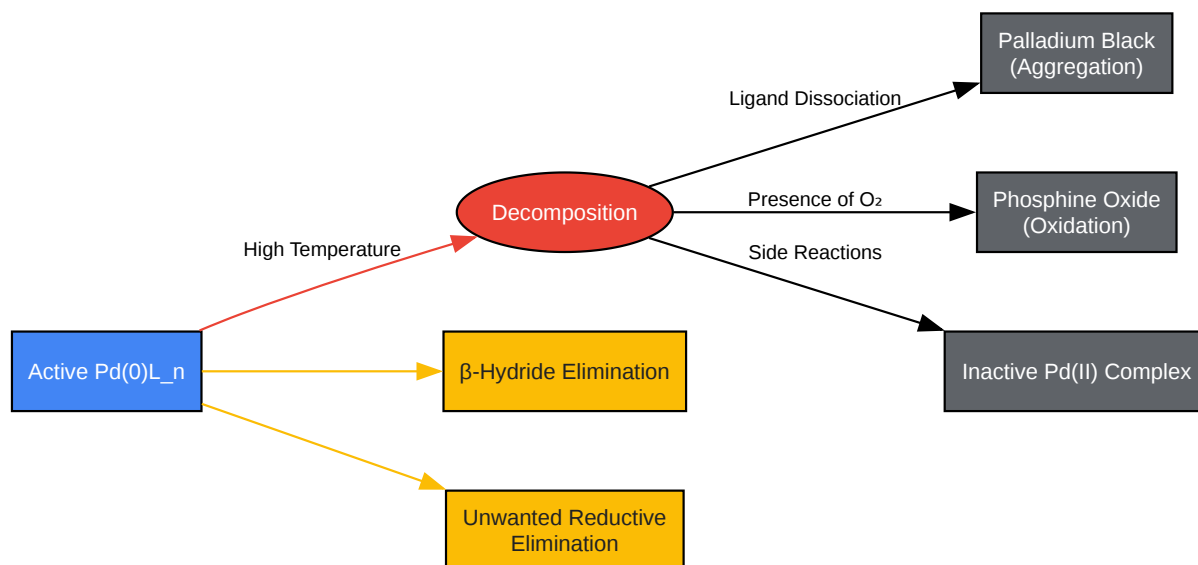 Palladium Black
(Aggregation)
Ligand Dissociation
Phosphine Oxide
(Oxidation)
Presence of O₂
Decomposition
Side Reactions
High Temperature
Active Pd(0)L_n
β-Hydride Elimination
Inactive Pd(II) Complex
Unwanted Reductive
Elimination